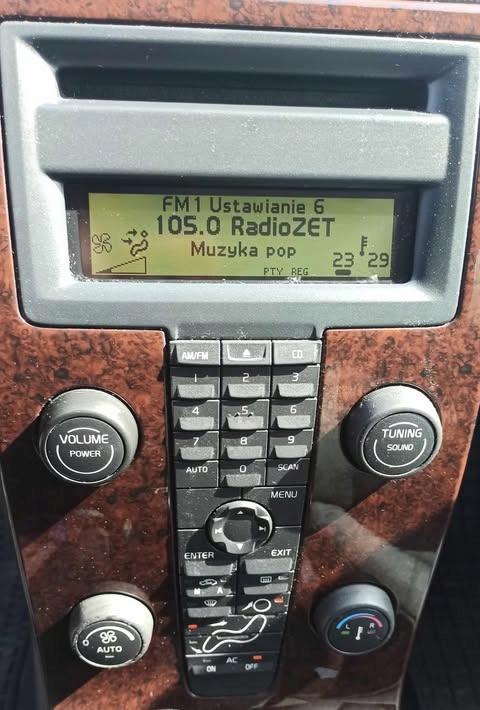 FM1 Ustawianie 6
105.0 RadioZET
Muzyka pop
23 29
PTY REG
AM/FM CD
1 2 3
4 5 6
7 8 9
AUTO 0 SCAN
MENU
VOLUME
POWER
TUNING
SOUND
ENTER EXIT
M A
0 AUTO
L R
AC
ON OFF